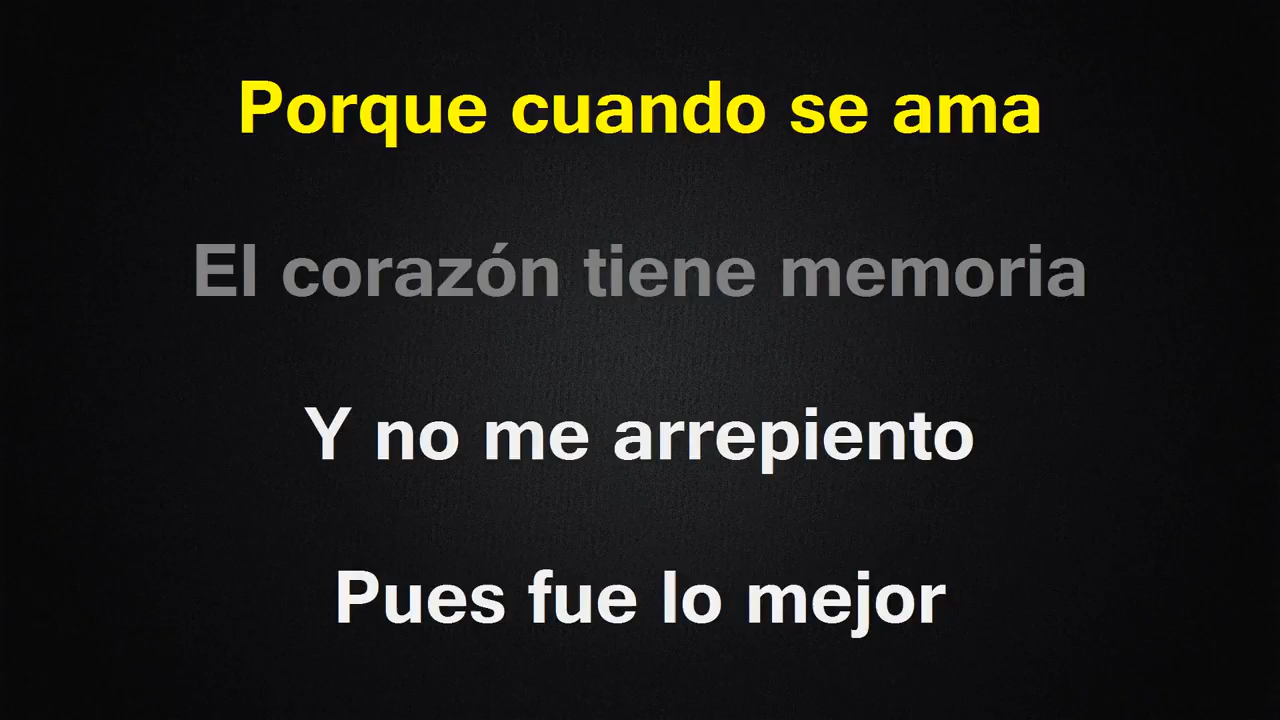 Porque cuando se ama
El corazón tiene memoria
Y no me arrepiento
Pues fue lo mejor